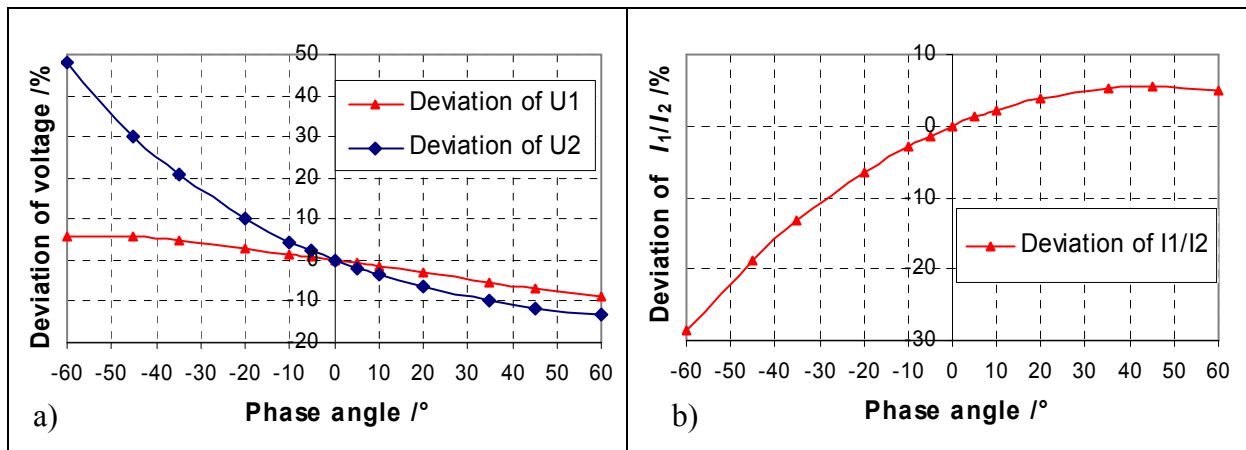 Deviation of voltage /%
50
40
30
20
10
0
-10
-20
-60 -50 -40 -30 -20 -10 0 10 20 30 40 50 60
Phase angle /°
Deviation of U1
Deviation of U2
a)
Deviation of I1/I2 /%
10
0
-10
-20
-30
-60 -50 -40 -30 -20 -10 0 10 20 30 40 50 60
Phase angle /°
Deviation of I1/I2
b)